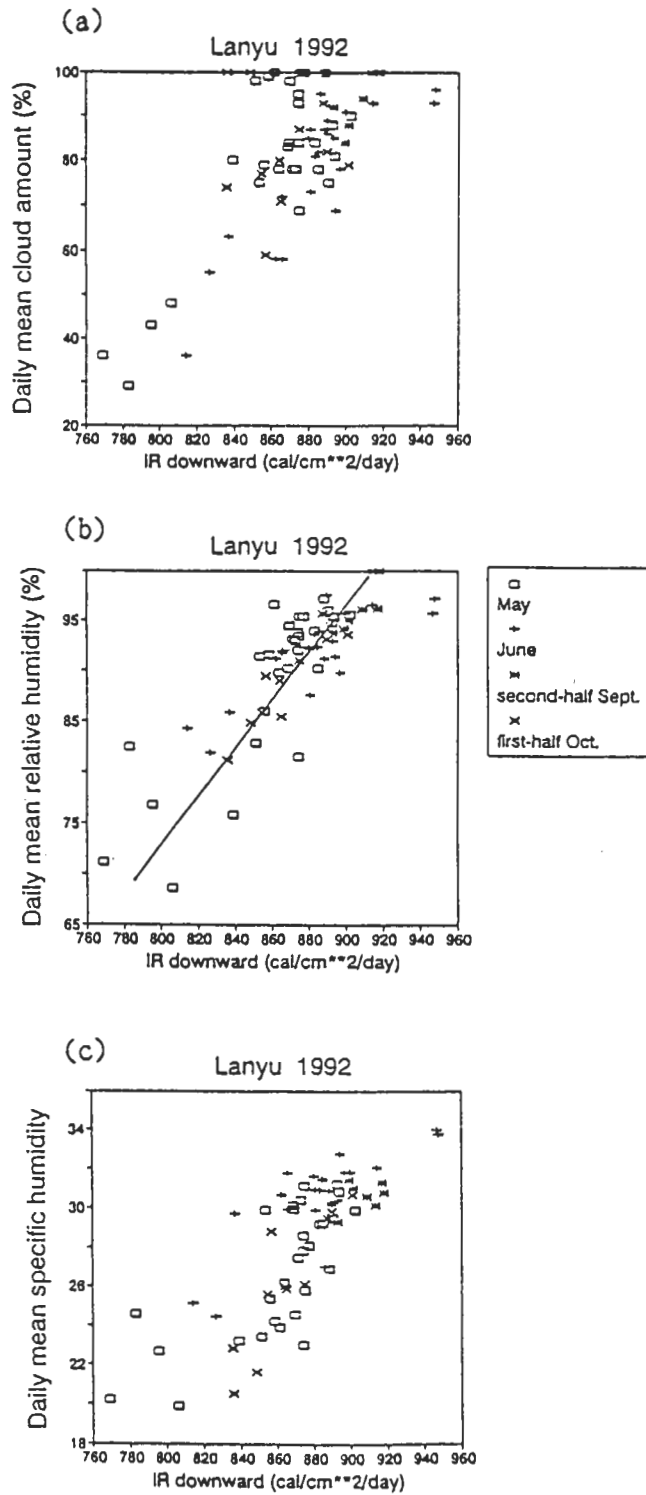 (a)
Lanyu 1992
Daily mean cloud amount (%)
100
80
60
40
20
760 780 800 820 840 860 880 900 920 940 960
IR downward (cal/cm**2/day)
(b)
Lanyu 1992
Daily mean relative humidity (%)
95
85
75
65
760 780 800 820 840 860 880 900 920 940 960
IR downward (cal/cm**2/day)
May
June
second-half Sept.
first-half Oct.
(c)
Lanyu 1992
Daily mean specific humidity
34
30
26
22
18
760 780 800 820 840 860 880 900 920 940 960
IR downward (cal/cm**2/day)